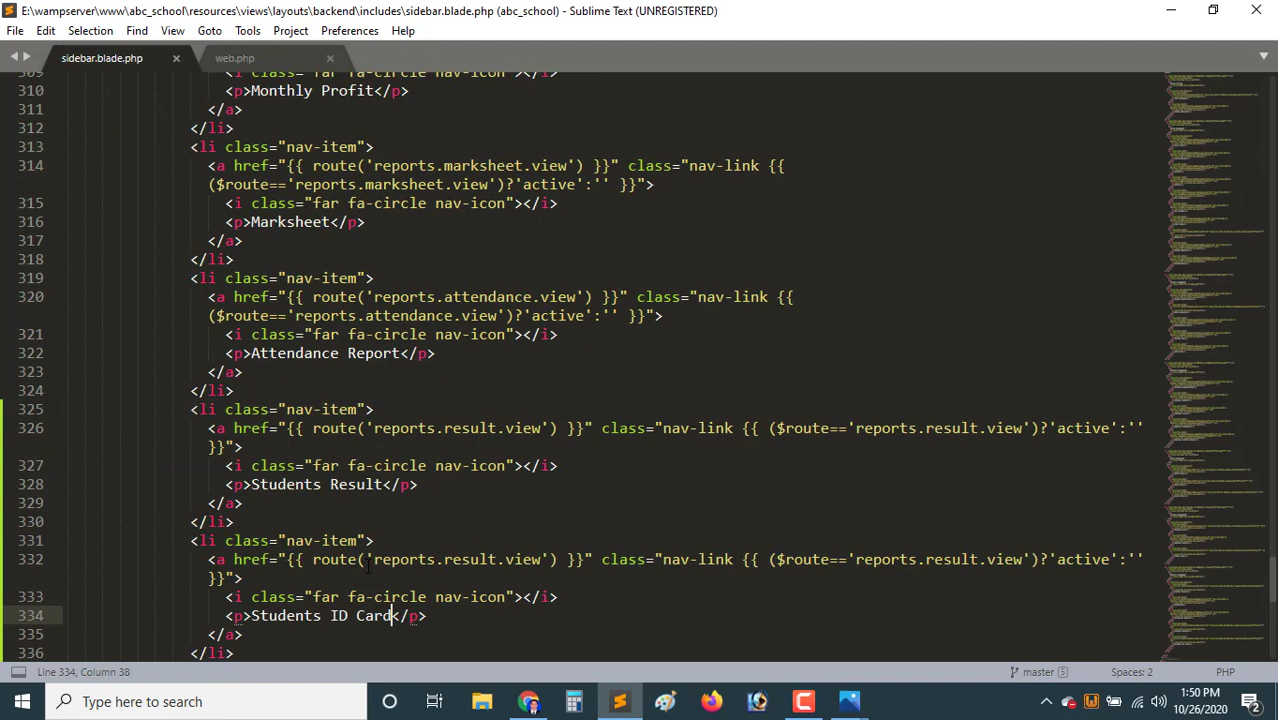 E:\wampserver\www\abc_school\resources\views\layouts\backend\includes\sidebar.blade.php (abc_school) - Sublime Text (UNREGISTERED)
File Edit Selection Find View Goto Tools Project Preferences Help
sidebar.blade.php × web.php ×
309 <i class="far fa-circle nav-icon"></i>
310 <p>Monthly Profit</p>
311 </a>
312 </li>
313 <li class="nav-item">
314 <a href="{{ route('reports.marksheet.view') }}" class="nav-link {{
($route=='reports.marksheet.view')?'active':'' }}">
315 <i class="far fa-circle nav-icon"></i>
316 <p>Marksheet</p>
317 </a>
318 </li>
319 <li class="nav-item">
320 <a href="{{ route('reports.attendance.view') }}" class="nav-link {{
($route=='reports.attendance.view')?'active':'' }}">
321 <i class="far fa-circle nav-icon"></i>
322 <p>Attendance Report</p>
323 </a>
324 </li>
325 <li class="nav-item">
326 <a href="{{ route('reports.result.view') }}" class="nav-link {{ ($route=='reports.result.view')?'active':''
}}">
327 <i class="far fa-circle nav-icon"></i>
328 <p>Students Result</p>
329 </a>
330 </li>
331 <li class="nav-item">
332 <a href="{{ route('reports.result.view') }}" class="nav-link {{ ($route=='reports.result.view')?'active':''
}}">
333 <i class="far fa-circle nav-icon"></i>
334 <p>Students ID Card</p>
335 </a>
336 </li>
Line 334, Column 38 master 5 Spaces: 2 PHP
Type here to search
1:50 PM
10/26/2020
2